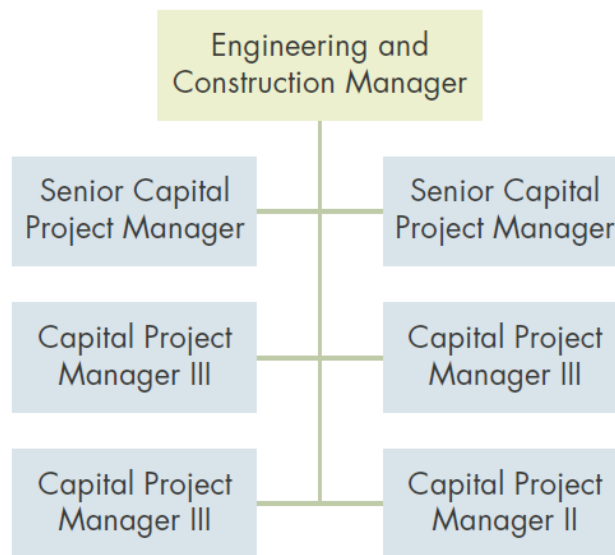 Engineering and
Construction Manager
Senior Capital
Project Manager
Senior Capital
Project Manager
Capital Project
Manager III
Capital Project
Manager III
Capital Project
Manager III
Capital Project
Manager II